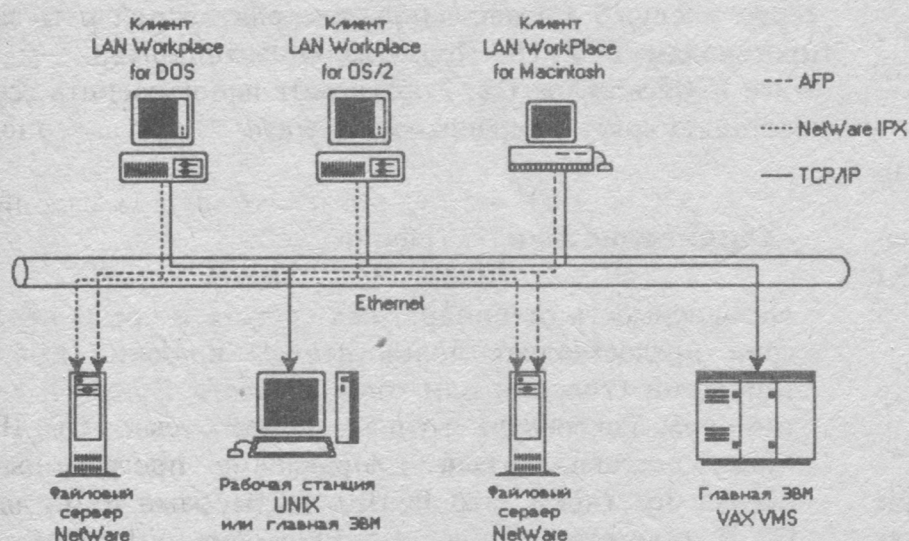 Клиент
LAN Workplace
for DOS
Клиент
LAN Workplace
for OS/2
Клиент
LAN WorkPlace
for Macintosh
AFP
NetWare IPX
TCP/IP
Ethernet
Файловый
сервер
NetWare
Рабочая станция
UNIX
или главная ЭВМ
Файловый
сервер
NetWare
Главная ЭВМ
VAX VMS